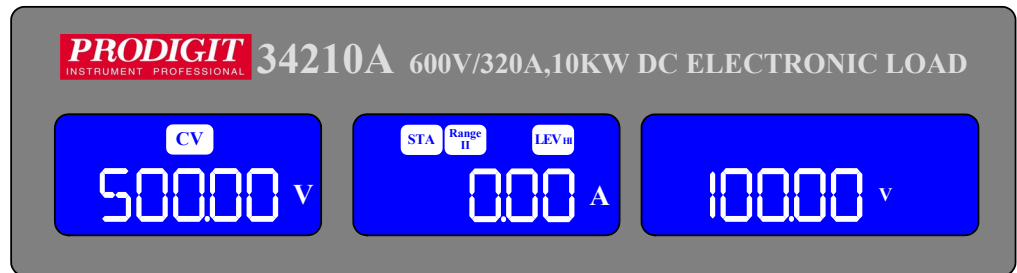 PRODIGIT
INSTRUMENT PROFESSIONAL
34210A 600V/320A,10KW DC ELECTRONIC LOAD
CV
500.00 V
STA Range II LEV HI
0.00 A
100.00 V